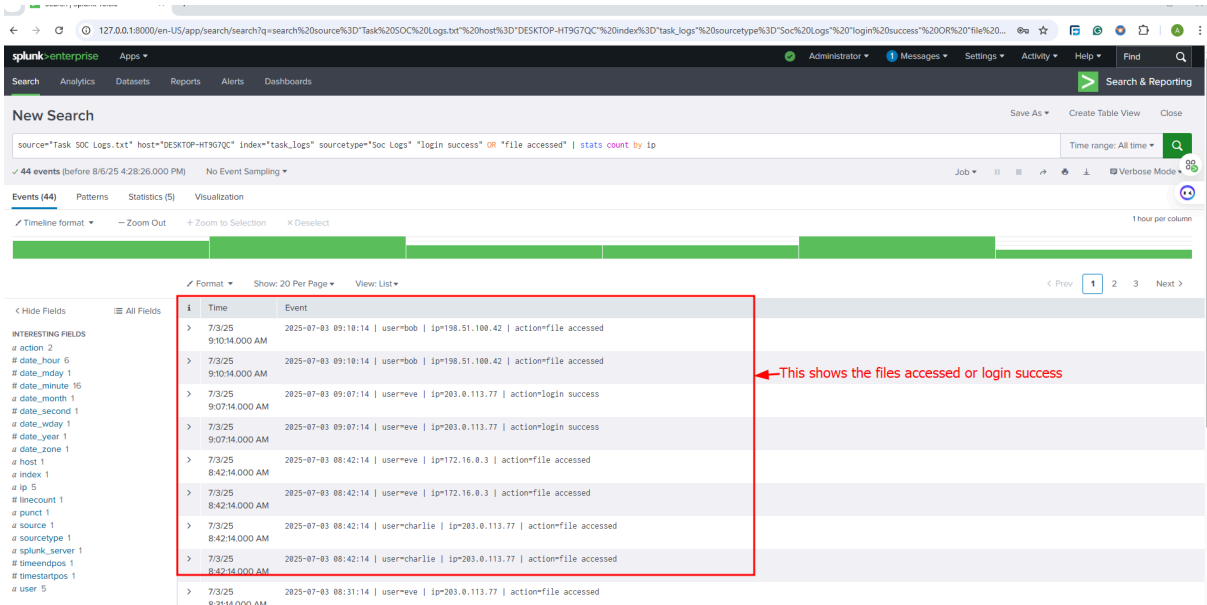 127.0.0.1:8000/en-US/app/search/search?q=search%20source%3D"Task%20SOC%20Logs.txt"%20host%3D"DESKTOP-HT9G7QC"%20index%3D"task_logs"%20sourcetype%3D"Soc%20Logs"%20"login%20success"%20OR%20"file%20...
splunk>enterprise Apps
Administrator 1 Messages Settings Activity Help Find
Search Analytics Datasets Reports Alerts Dashboards Search & Reporting
New Search Save As Create Table View Close
source="Task SOC Logs.txt" host="DESKTOP-HT9G7QC" index="task_logs" sourcetype="Soc Logs" "login success" OR "file accessed" | stats count by ip Time range: All time
44 events (before 8/6/25 4:28:26.000 PM) No Event Sampling Job Verbose Mode
Events (44) Patterns Statistics (5) Visualization
Timeline format — Zoom Out + Zoom to Selection × Deselect 1 hour per column
Format Show: 20 Per Page View: List < Prev 1 2 3 Next >
< Hide Fields All Fields i Time Event
INTERESTING FIELDS
a action 2
# date_hour 6
# date_mday 1
# date_minute 16
a date_month 1
# date_second 1
a date_wday 1
# date_year 1
a date_zone 1
a host 1
a index 1
a ip 5
# linecount 1
a punct 1
a source 1
a sourcetype 1
a splunk_server 1
# timeendpos 1
# timestartpos 1
a user 5
> 7/3/25 2025-07-03 09:10:14 | user=bob | ip=198.51.100.42 | action=file accessed
9:10:14.000 AM
> 7/3/25 2025-07-03 09:10:14 | user=bob | ip=198.51.100.42 | action=file accessed
9:10:14.000 AM
This shows the files accessed or login success
> 7/3/25 2025-07-03 09:07:14 | user=eve | ip=203.0.113.77 | action=login success
9:07:14.000 AM
> 7/3/25 2025-07-03 09:07:14 | user=eve | ip=203.0.113.77 | action=login success
9:07:14.000 AM
> 7/3/25 2025-07-03 08:42:14 | user=eve | ip=172.16.0.3 | action=file accessed
8:42:14.000 AM
> 7/3/25 2025-07-03 08:42:14 | user=eve | ip=172.16.0.3 | action=file accessed
8:42:14.000 AM
> 7/3/25 2025-07-03 08:42:14 | user=charlie | ip=203.0.113.77 | action=file accessed
8:42:14.000 AM
> 7/3/25 2025-07-03 08:42:14 | user=charlie | ip=203.0.113.77 | action=file accessed
8:42:14.000 AM
> 7/3/25 2025-07-03 08:31:14 | user=eve | ip=203.0.113.77 | action=file accessed
8:31:14.000 AM